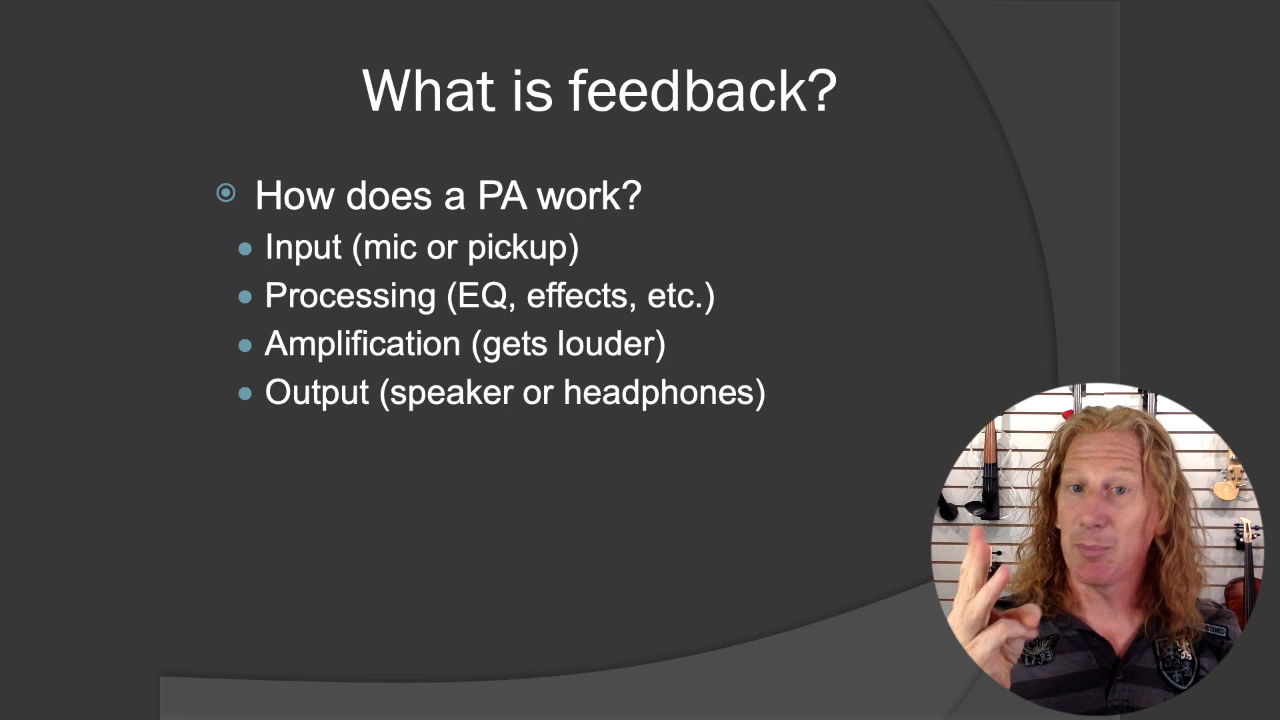 What is feedback?
How does a PA work?
Input (mic or pickup)
Processing (EQ, effects, etc.)
Amplification (gets louder)
Output (speaker or headphones)